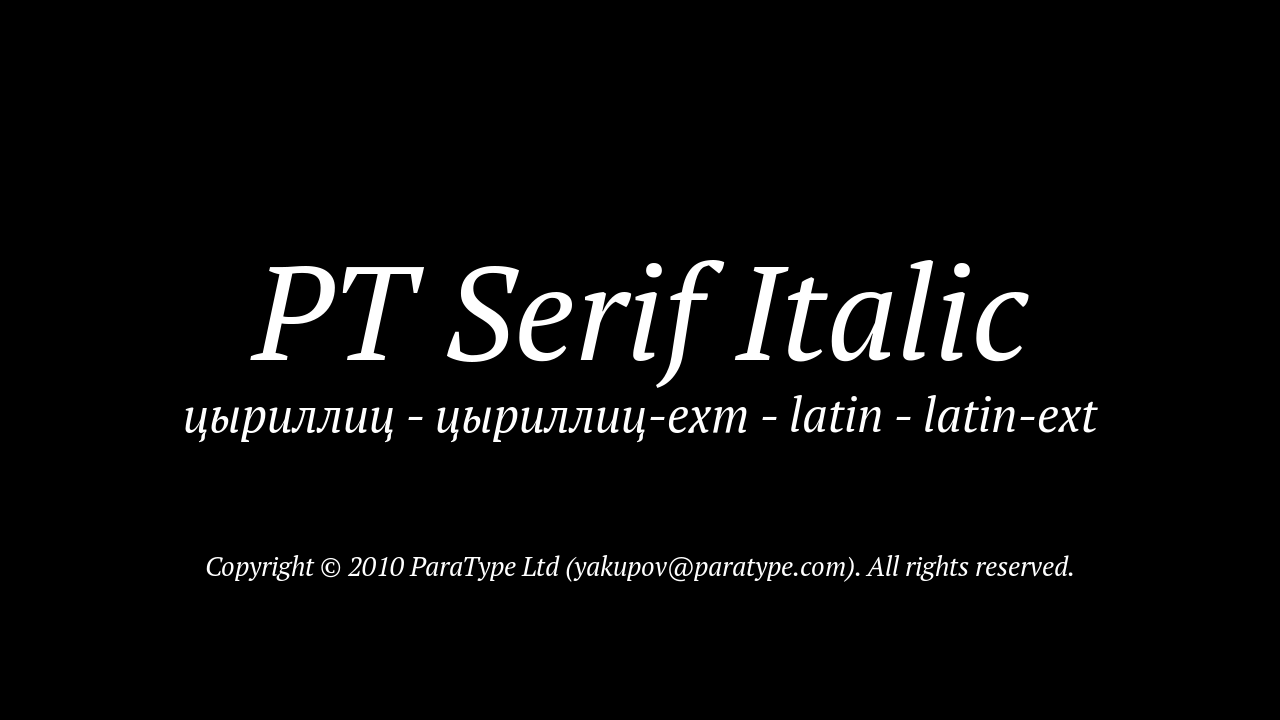 PT Serif Italic
цыриллиц - цыриллиц-ехт - latin - latin-ext
Copyright © 2010 ParaType Ltd (yakupov@paratype.com). All rights reserved.